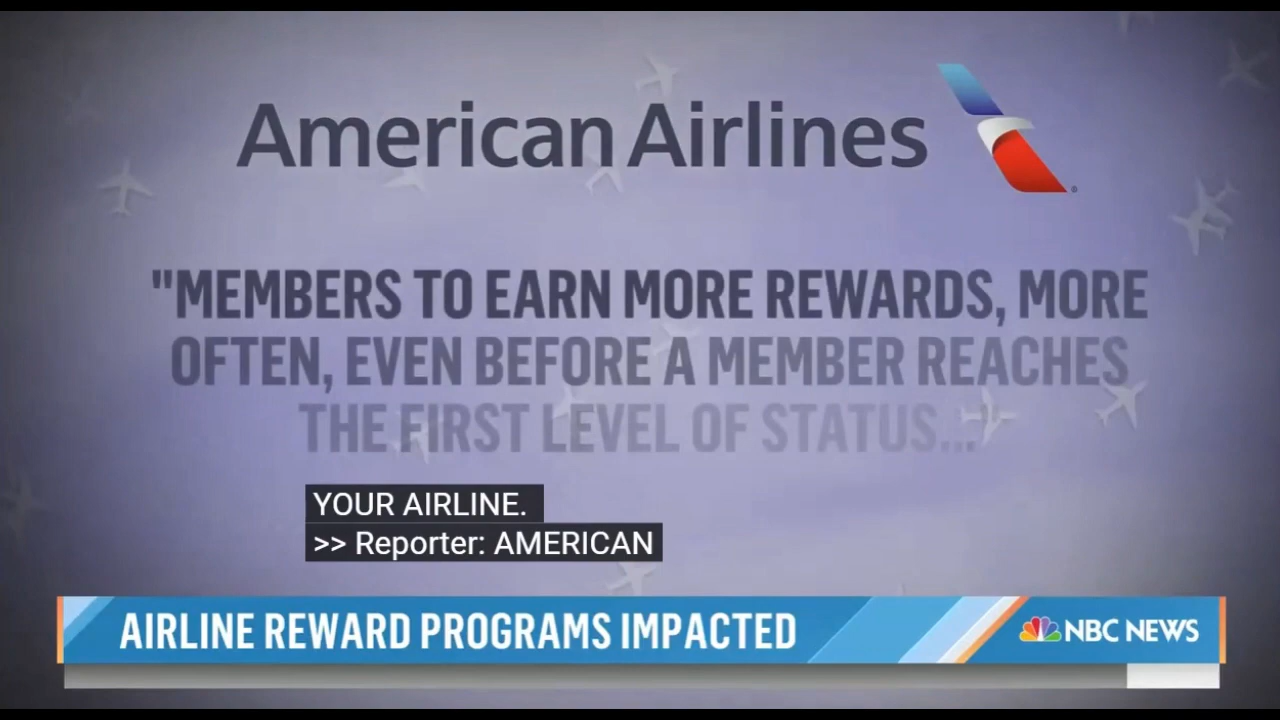 American Airlines
"MEMBERS TO EARN MORE REWARDS, MORE
OFTEN, EVEN BEFORE A MEMBER REACHES
THE FIRST LEVEL OF STATUS...
YOUR AIRLINE.
>> Reporter: AMERICAN
AIRLINE REWARD PROGRAMS IMPACTED
NBC NEWS